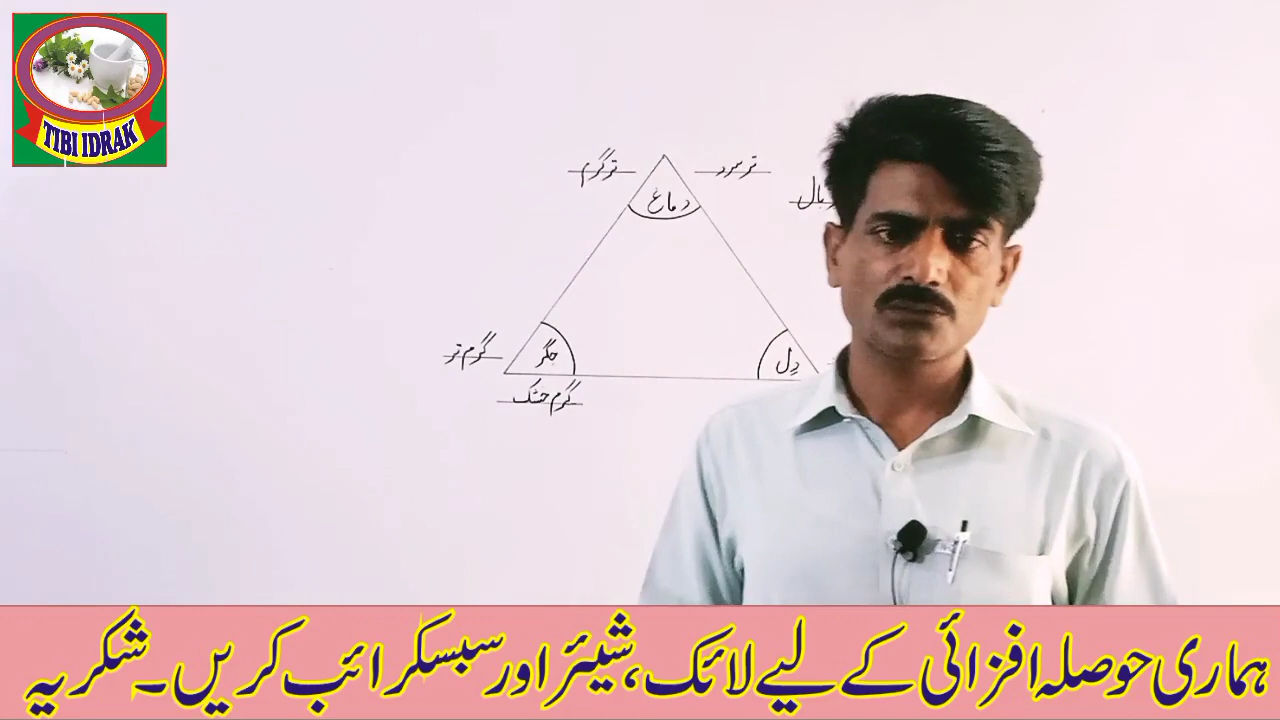 TIBI IDRAK
تر سرد
تر گرم
دماغ
بال
گرم تر
جگر
دِل
گرم خشک
ہماری حوصلہ افزائی کے لیے لائک، شیئر اور سبسکرائب کریں۔ شکریہ